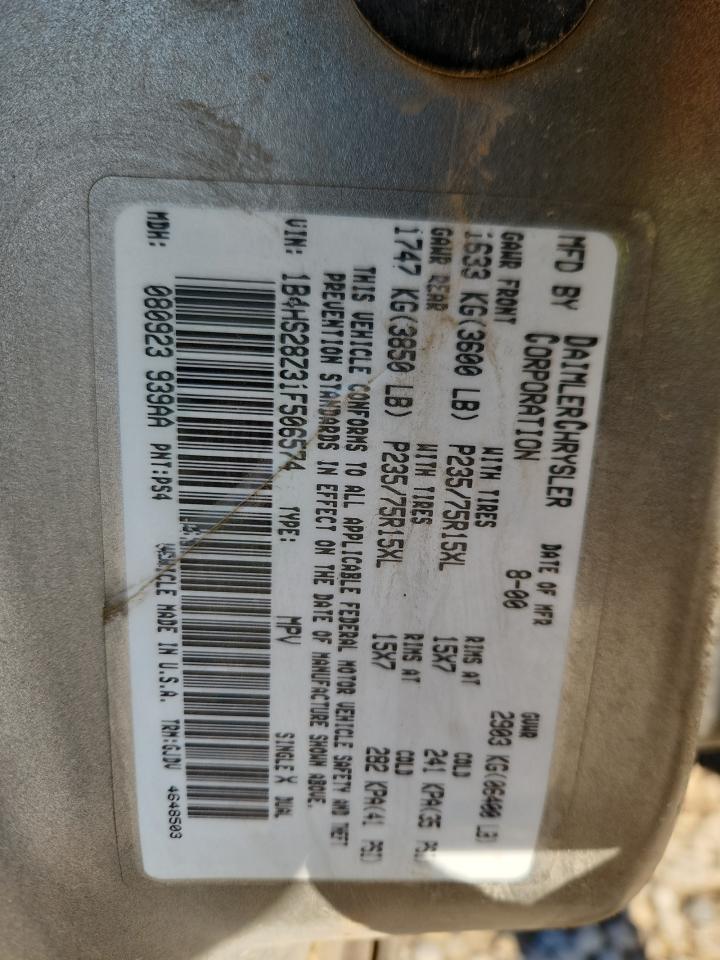 MFD BY DAIMLERCHRYSLER CORPORATION DATE OF MFR 8-00 GVWR 2903 KG(06400 LB)
GAWR FRONT WITH TIRES RIMS AT COLD
1633 KG(3600 LB) P235/75R15XL 15X7 241 KPA(35 PSI)
GAWR REAR WITH TIRES RIMS AT COLD
1747 KG(3850 LB) P235/75R15XL 15X7 282 KPA(41 PSI)
THIS VEHICLE CONFORMS TO ALL APPLICABLE FEDERAL MOTOR VEHICLE SAFETY AND THEFT
PREVENTION STANDARDS IN EFFECT ON THE DATE OF MANUFACTURE SHOWN ABOVE.
VIN: 1B4HS28Z31F506574 TYPE: MPV SINGLE X DUAL
MDH: 080923 939AA PNT:PS4 VEHICLE MADE IN U.S.A. TRM:GJDV 4648503